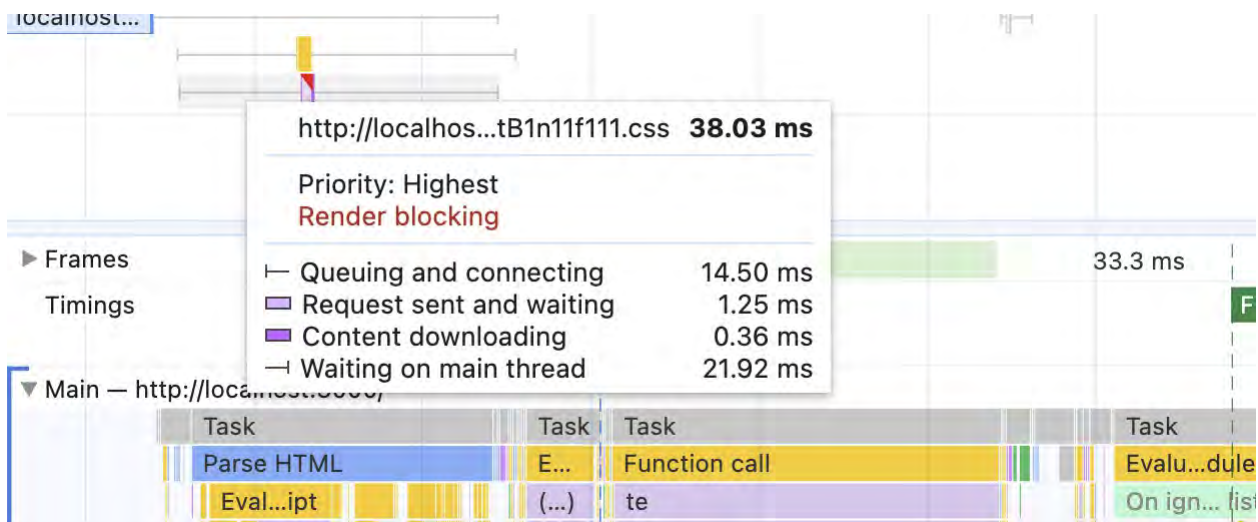 localhost...
http://localhos...tB1n11f111.css 38.03 ms
Priority: Highest
Render blocking
Frames
33.3 ms
Queuing and connecting 14.50 ms
Timings
Request sent and waiting 1.25 ms
F
Content downloading 0.36 ms
Waiting on main thread 21.92 ms
Main — http://localhost
Task Task Task Task
Parse HTML E... Function call Evalu...dule
Eval...ipt (...) te On ign... list